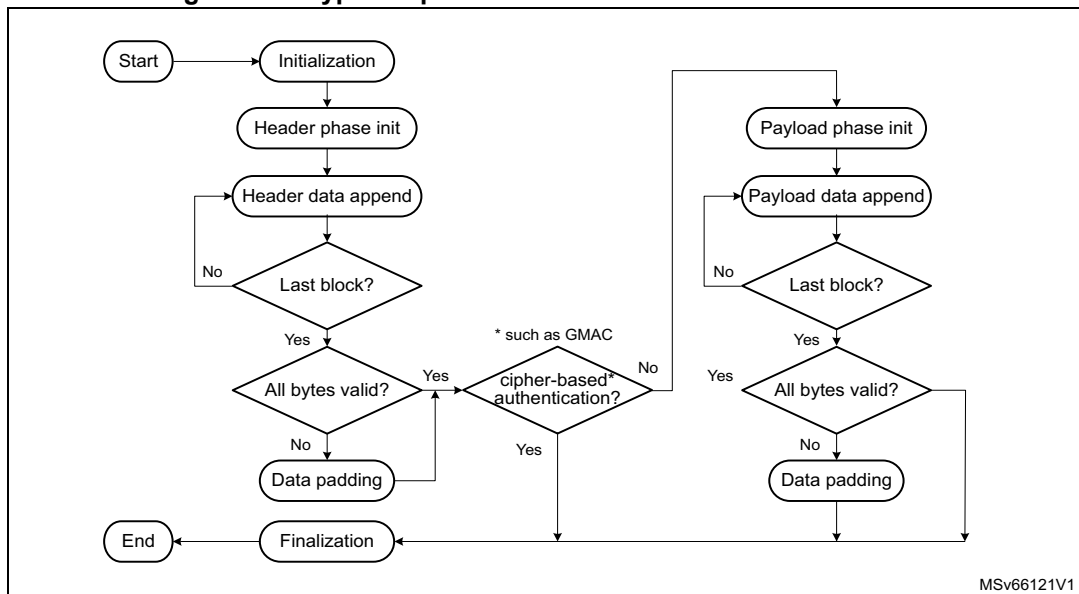 Start
Initialization
Header phase init
Header data append
No
Last block?
Yes
All bytes valid?
Yes
No
Data padding
* such as GMAC
cipher-based*
authentication?
No
Yes
Payload phase init
Payload data append
No
Last block?
Yes
Yes
All bytes valid?
No
Data padding
End
Finalization
MSv66121V1